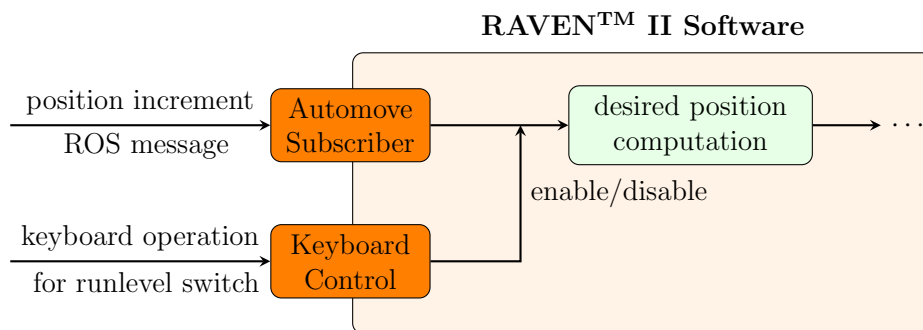 RAVEN™ II Software
position increment
ROS message
Automove
Subscriber
desired position
computation
...
enable/disable
keyboard operation
for runlevel switch
Keyboard
Control